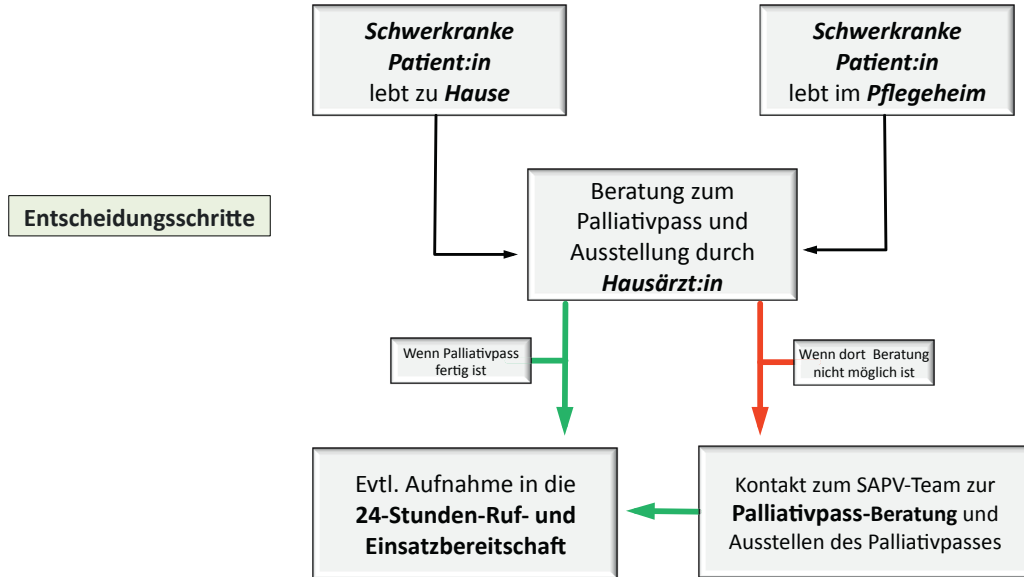 Schwerkranke
Patient:in
lebt zu Hause
Schwerkranke
Patient:in
lebt im Pflegeheim
Entscheidungsschritte
Beratung zum
Palliativpass und
Ausstellung durch
Hausärzt:in
Wenn Palliativpass
fertig ist
Wenn dort Beratung
nicht möglich ist
Evtl. Aufnahme in die
24-Stunden-Ruf- und
Einsatzbereitschaft
Kontakt zum SAPV-Team zur
Palliativpass-Beratung und
Ausstellen des Palliativpasses